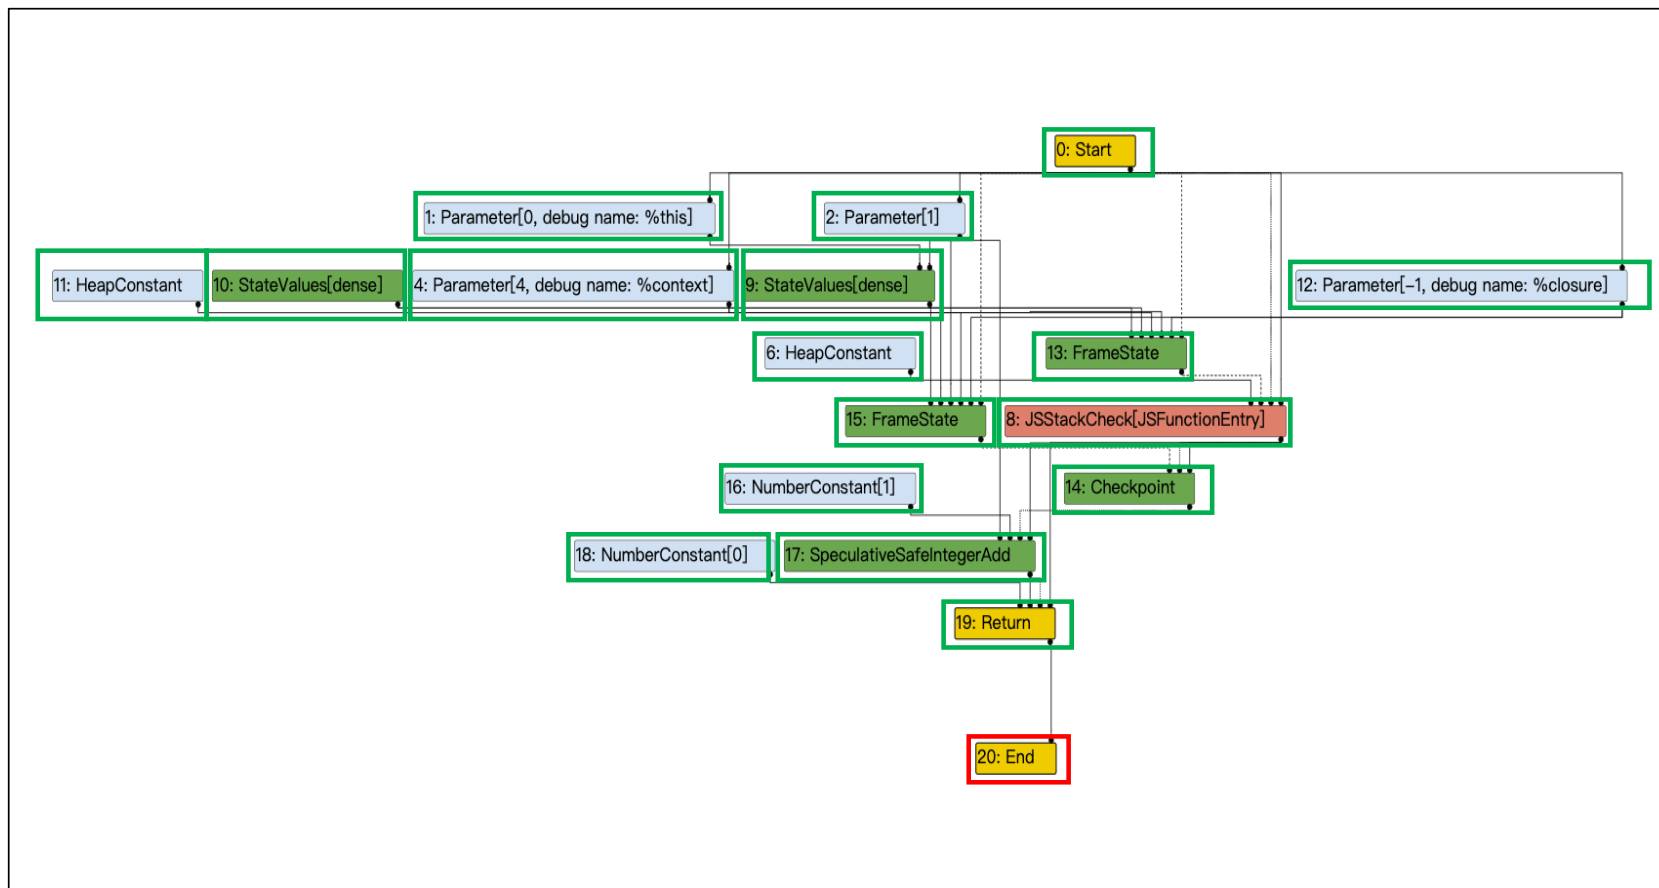 0: Start
1: Parameter[0, debug name: %this]
2: Parameter[1]
11: HeapConstant
10: StateValues[dense]
4: Parameter[4, debug name: %context]
9: StateValues[dense]
12: Parameter[−1, debug name: %closure]
6: HeapConstant
13: FrameState
15: FrameState
8: JSStackCheck[JSFunctionEntry]
16: NumberConstant[1]
14: Checkpoint
18: NumberConstant[0]
17: SpeculativeSafeIntegerAdd
19: Return
20: End